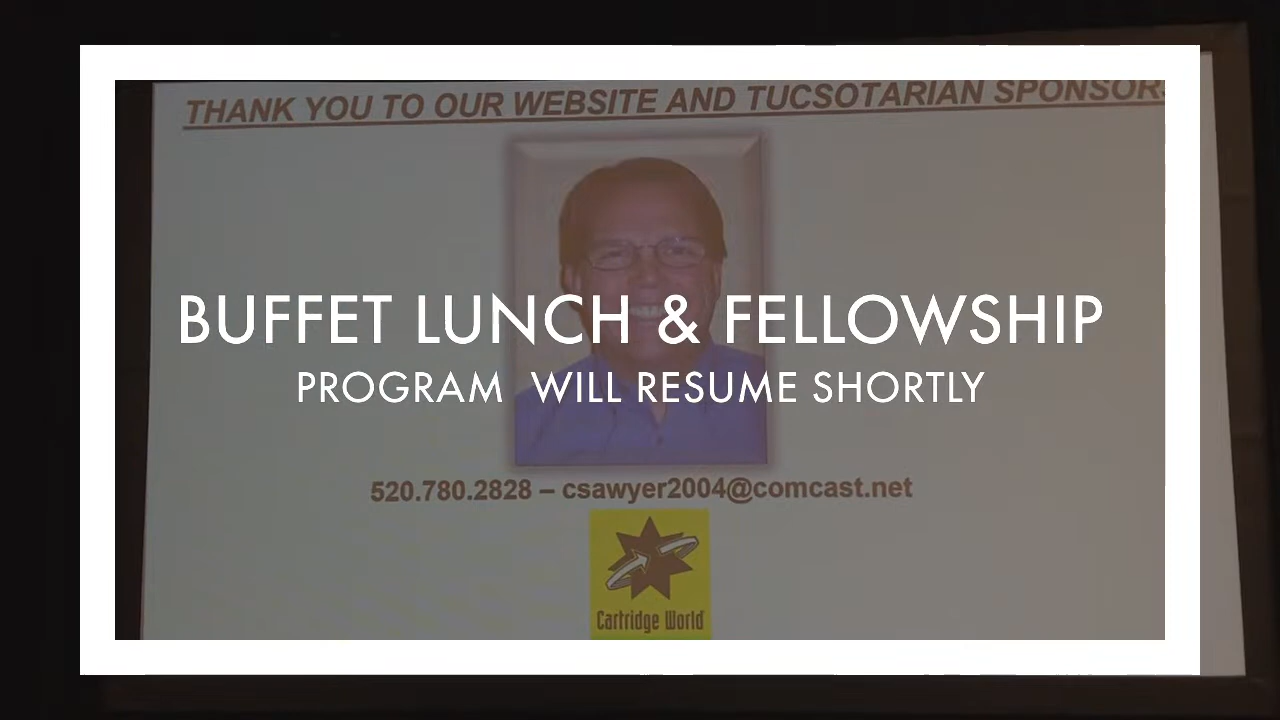 THANK YOU TO OUR WEBSITE AND TUCSOTARIAN SPONSORS
BUFFET LUNCH & FELLOWSHIP
PROGRAM WILL RESUME SHORTLY
520.780.2828 – csawyer2004@comcast.net
Cartridge World